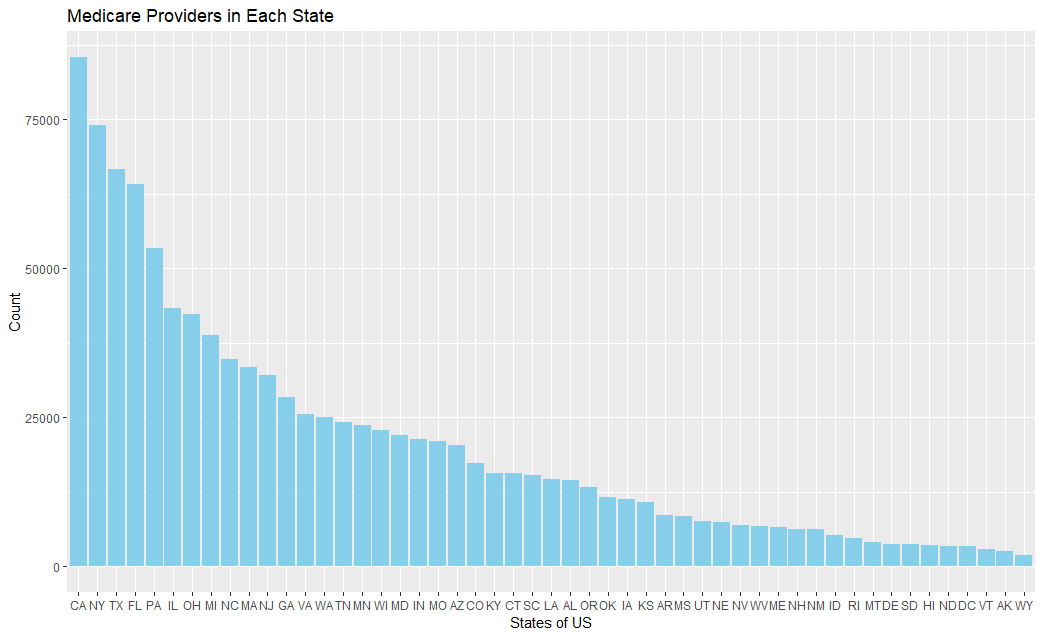 Medicare Providers in Each State
75000
50000
25000
0
Count
CA NY TX FL PA IL OH MI NC MA NJ GA VA WA TN MN WI MD IN MO AZ CO KY CT SC LA AL OR OK IA KS AR MS UT NE NV WV ME NH NM ID RI MT DE SD HI ND DC VT AK WY
States of US